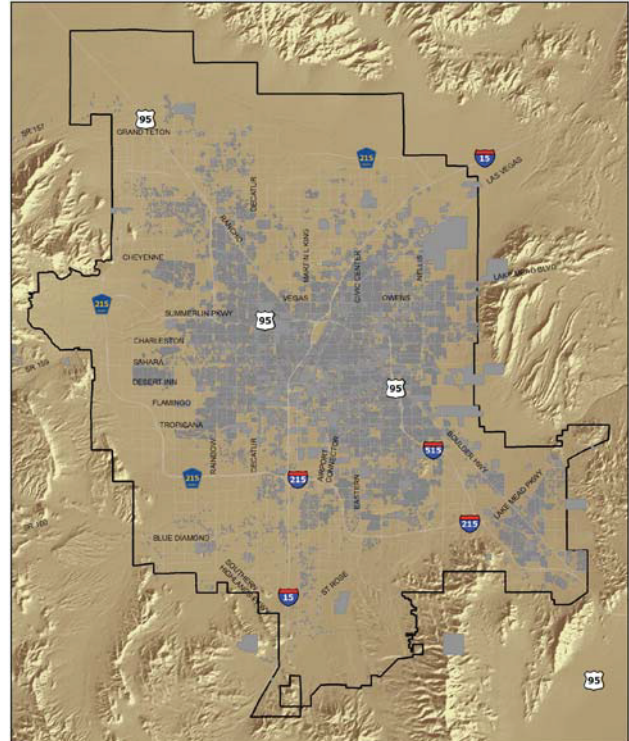 95
SR 157
GRAND TETON
215
15
LAS VEGAS
DECATUR
RANCHO
MARTIN L KING
CIVIC CENTER
NELLIS
CHEYENNE
LAKE MEAD BLVD
215
SUMMERLIN PKWY
VEGAS
OWENS
95
CHARLESTON
SAHARA
SR 159
DESERT INN
95
FLAMINGO
TROPICANA
RAINBOW
DECATUR
AIRPORT
CONNECTOR
EASTERN
515
BOULDER HWY
215
215
LAKE MEAD PKWY
SR 160
215
BLUE DIAMOND
SOUTHERN
HIGHLANDS PKWY
ST ROSE
15
95